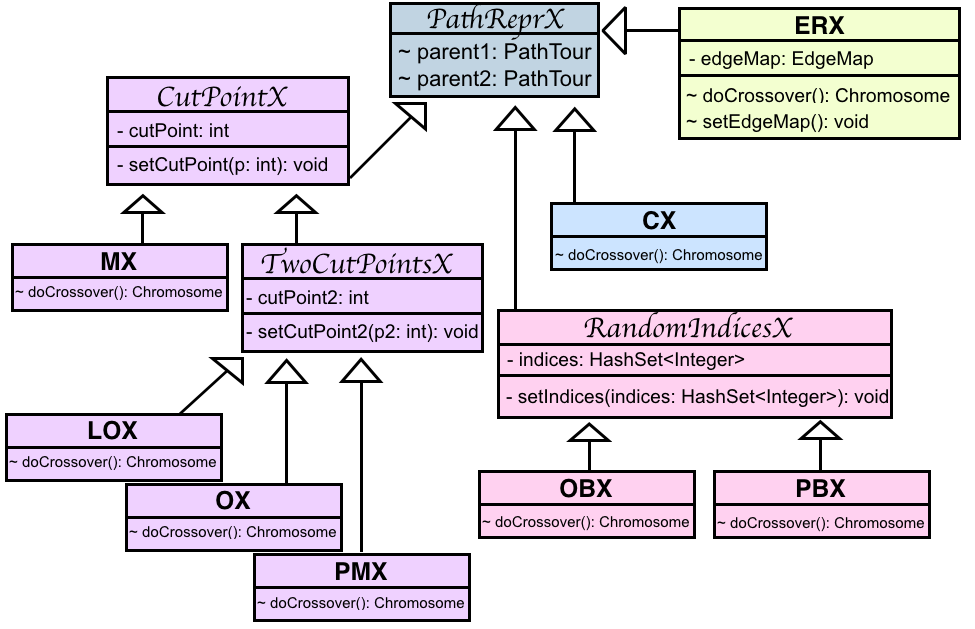 PathReprX
~ parent1: PathTour
~ parent2: PathTour
ERX
- edgeMap: EdgeMap
~ doCrossover(): Chromosome
~ setEdgeMap(): void
CutPointX
- cutPoint: int
- setCutPoint(p: int): void
CX
~ doCrossover(): Chromosome
MX
~ doCrossover(): Chromosome
TwoCutPointsX
- cutPoint2: int
- setCutPoint2(p2: int): void
RandomIndicesX
- indices: HashSet<Integer>
- setIndices(indices: HashSet<Integer>): void
LOX
~ doCrossover(): Chromosome
OX
~ doCrossover(): Chromosome
PMX
~ doCrossover(): Chromosome
OBX
~ doCrossover(): Chromosome
PBX
~ doCrossover(): Chromosome